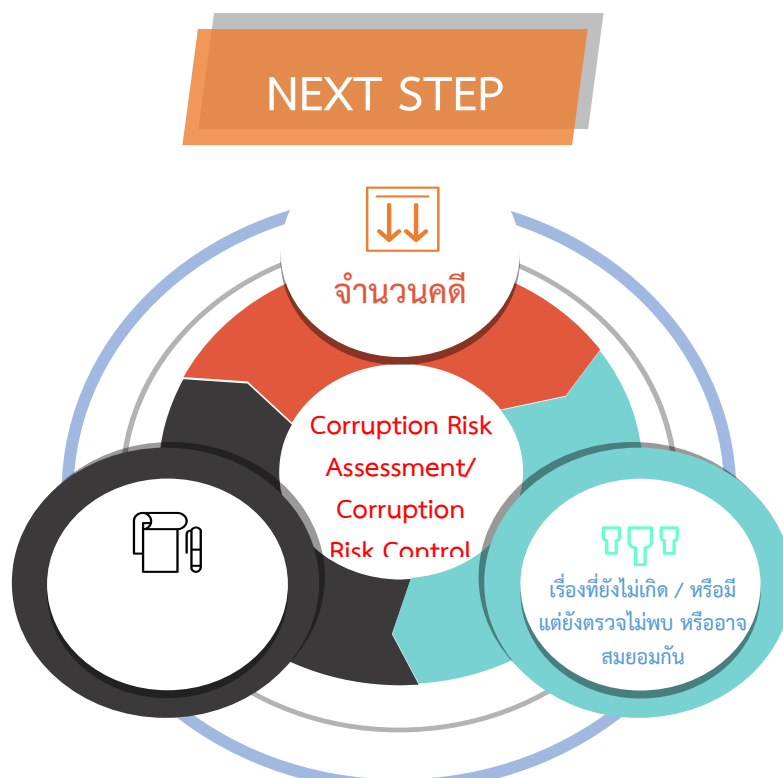 NEXT STEP
จำนวนคดี
Corruption Risk
Assessment/
Corruption
Risk Control
เรื่องที่ยังไม่เกิด / หรือมี
แต่ยังตรวจไม่พบ หรืออาจ
สมยอมกัน